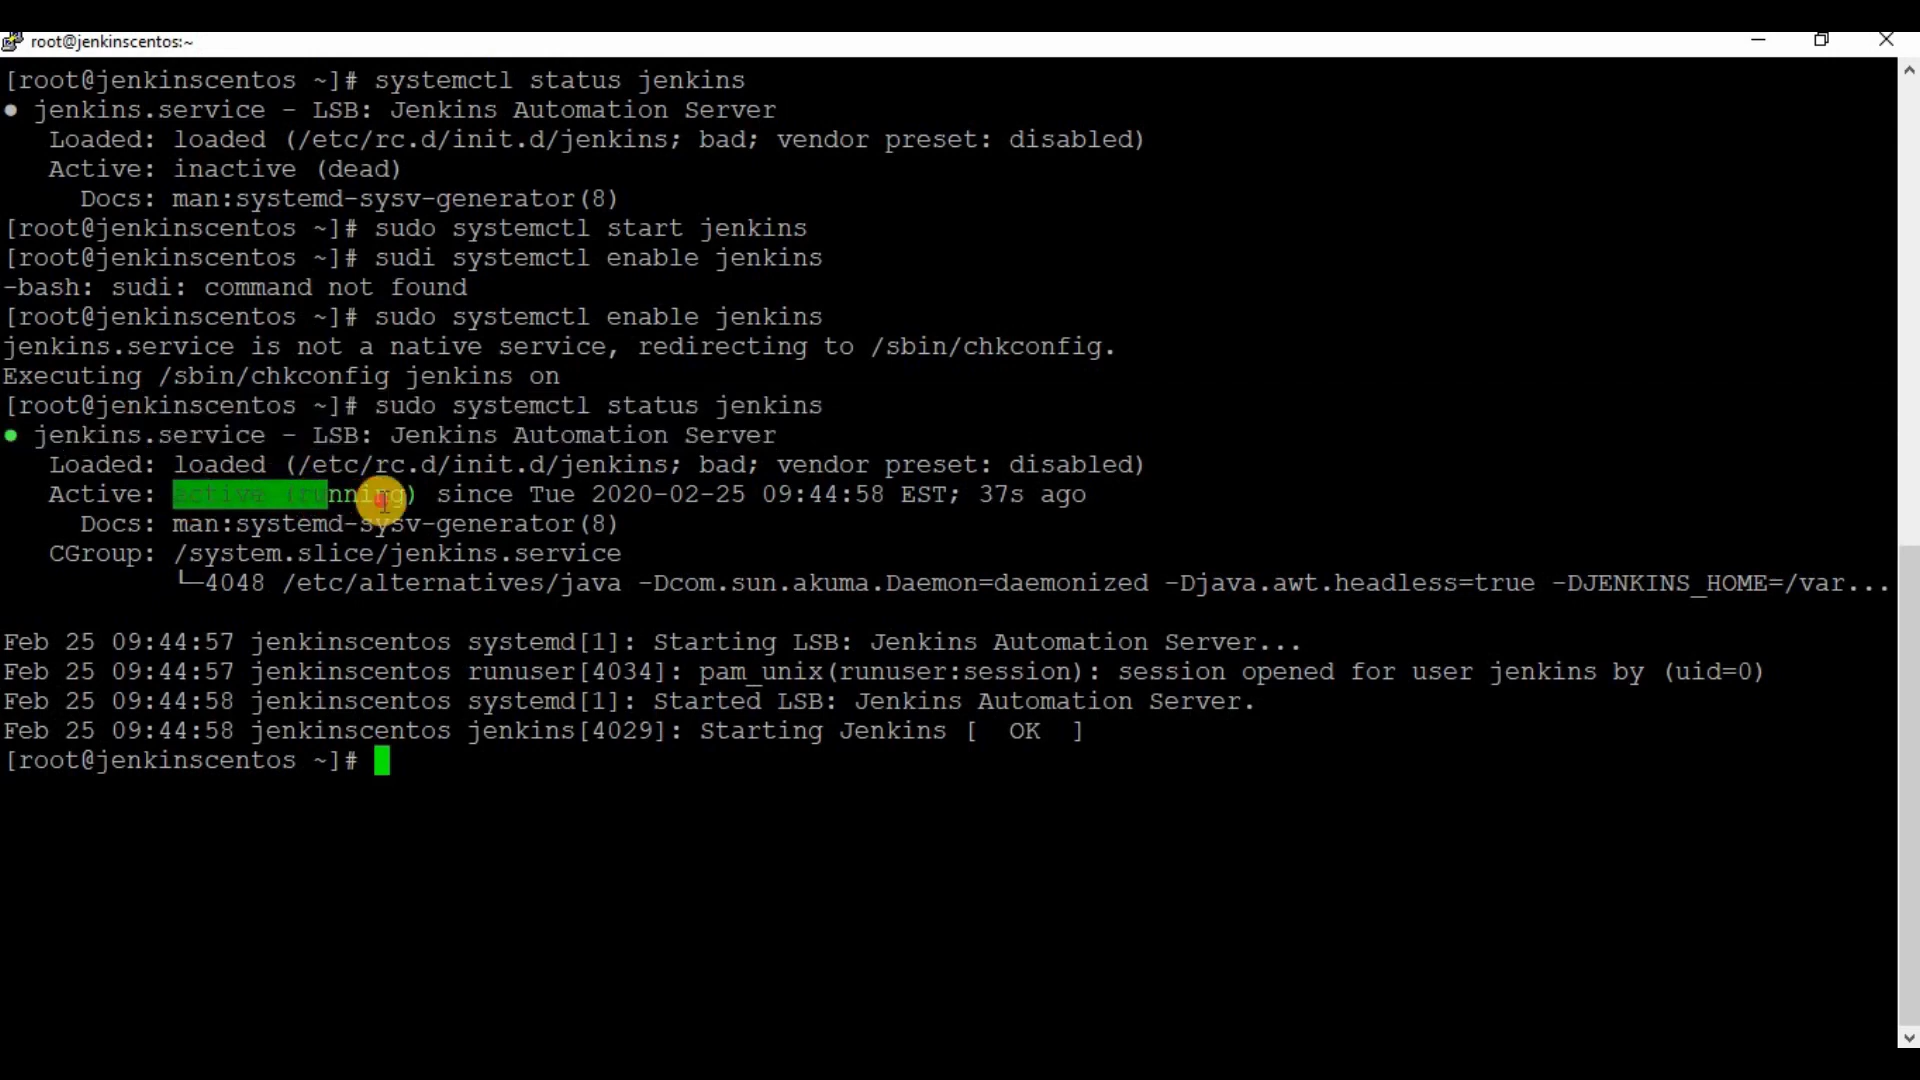 root@jenkinscentos:~
[root@jenkinscentos ~]# systemctl status jenkins
● jenkins.service - LSB: Jenkins Automation Server
   Loaded: loaded (/etc/rc.d/init.d/jenkins; bad; vendor preset: disabled)
   Active: inactive (dead)
     Docs: man:systemd-sysv-generator(8)
[root@jenkinscentos ~]# sudo systemctl start jenkins
[root@jenkinscentos ~]# sudi systemctl enable jenkins
-bash: sudi: command not found
[root@jenkinscentos ~]# sudo systemctl enable jenkins
jenkins.service is not a native service, redirecting to /sbin/chkconfig.
Executing /sbin/chkconfig jenkins on
[root@jenkinscentos ~]# sudo systemctl status jenkins
● jenkins.service - LSB: Jenkins Automation Server
   Loaded: loaded (/etc/rc.d/init.d/jenkins; bad; vendor preset: disabled)
   Active: active (running) since Tue 2020-02-25 09:44:58 EST; 37s ago
     Docs: man:systemd-sysv-generator(8)
   CGroup: /system.slice/jenkins.service
           └─4048 /etc/alternatives/java -Dcom.sun.akuma.Daemon=daemonized -Djava.awt.headless=true -DJENKINS_HOME=/var...
Feb 25 09:44:57 jenkinscentos systemd[1]: Starting LSB: Jenkins Automation Server...
Feb 25 09:44:57 jenkinscentos runuser[4034]: pam_unix(runuser:session): session opened for user jenkins by (uid=0)
Feb 25 09:44:58 jenkinscentos systemd[1]: Started LSB: Jenkins Automation Server.
Feb 25 09:44:58 jenkinscentos jenkins[4029]: Starting Jenkins [  OK  ]
[root@jenkinscentos ~]#